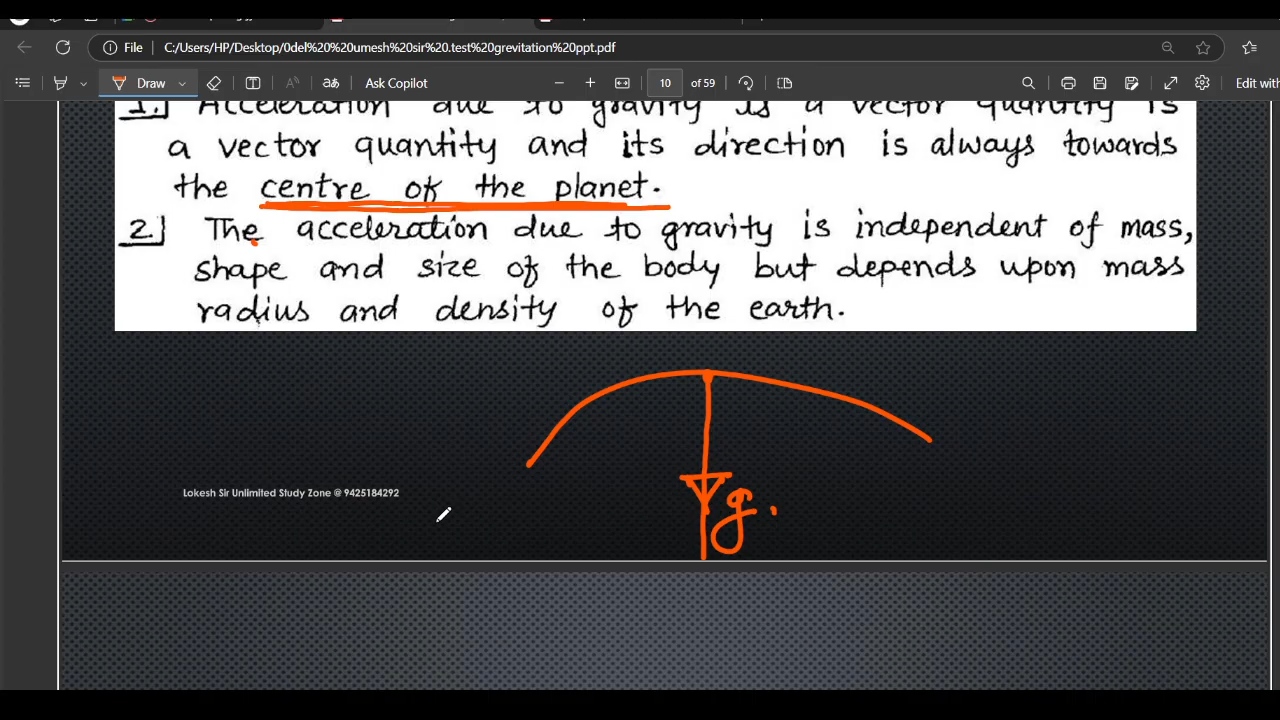 File C:/Users/HP/Desktop/0del%20%20umesh%20sir%20.test%20grevitation%20ppt.pdf
Draw Ask Copilot 10 of 59 Edit with
1. Acceleration due to gravity is a vector quantity is
a vector quantity and its direction is always towards
the centre of the planet.
2. The acceleration due to gravity is independent of mass,
shape and size of the body but depends upon mass
radius and density of the earth.
g.
Lokesh Sir Unlimited Study Zone @ 9425184292